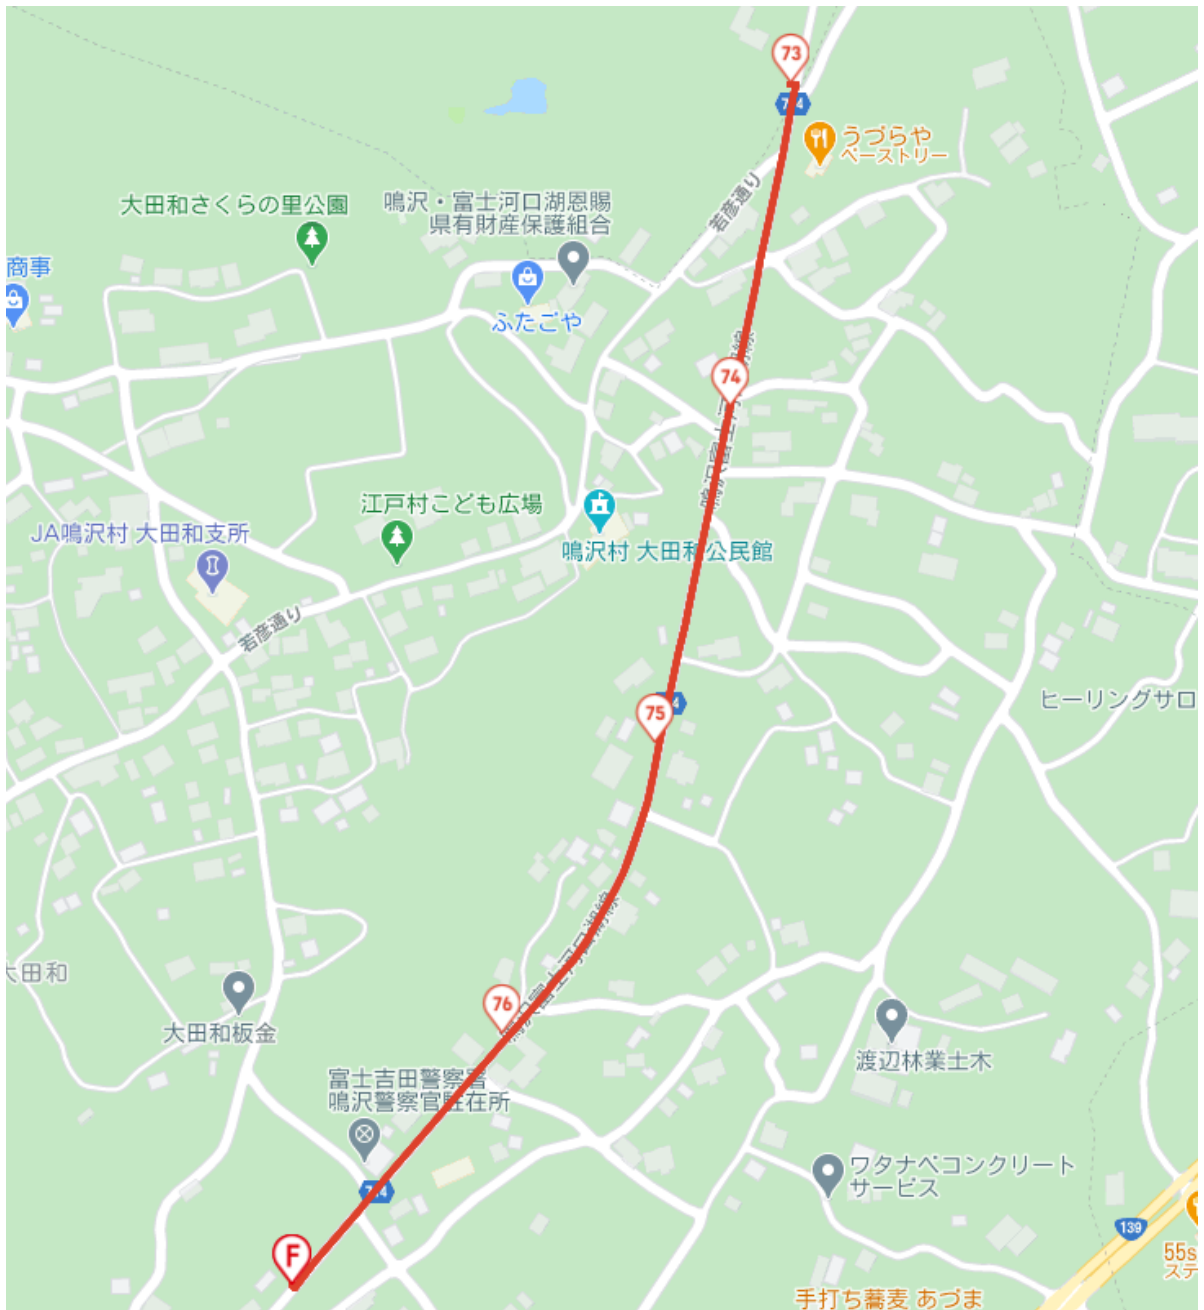 73
うづらや
ペーストリー
若彦通り
鳴沢・富士河口湖恩賜
県有財産保護組合
大田和さくらの里公園
商事
ふたごや
74
江戸村こども広場
JA鳴沢村 大田和支所
鳴沢村 大田和公民館
若彦通り
75
ヒーリングサロ
大田和
76
大田和板金
渡辺林業土木
富士吉田警察署
鳴沢警察官駐在所
ワタナベコンクリート
サービス
139
F
55s
ステ
手打ち蕎麦 あづま